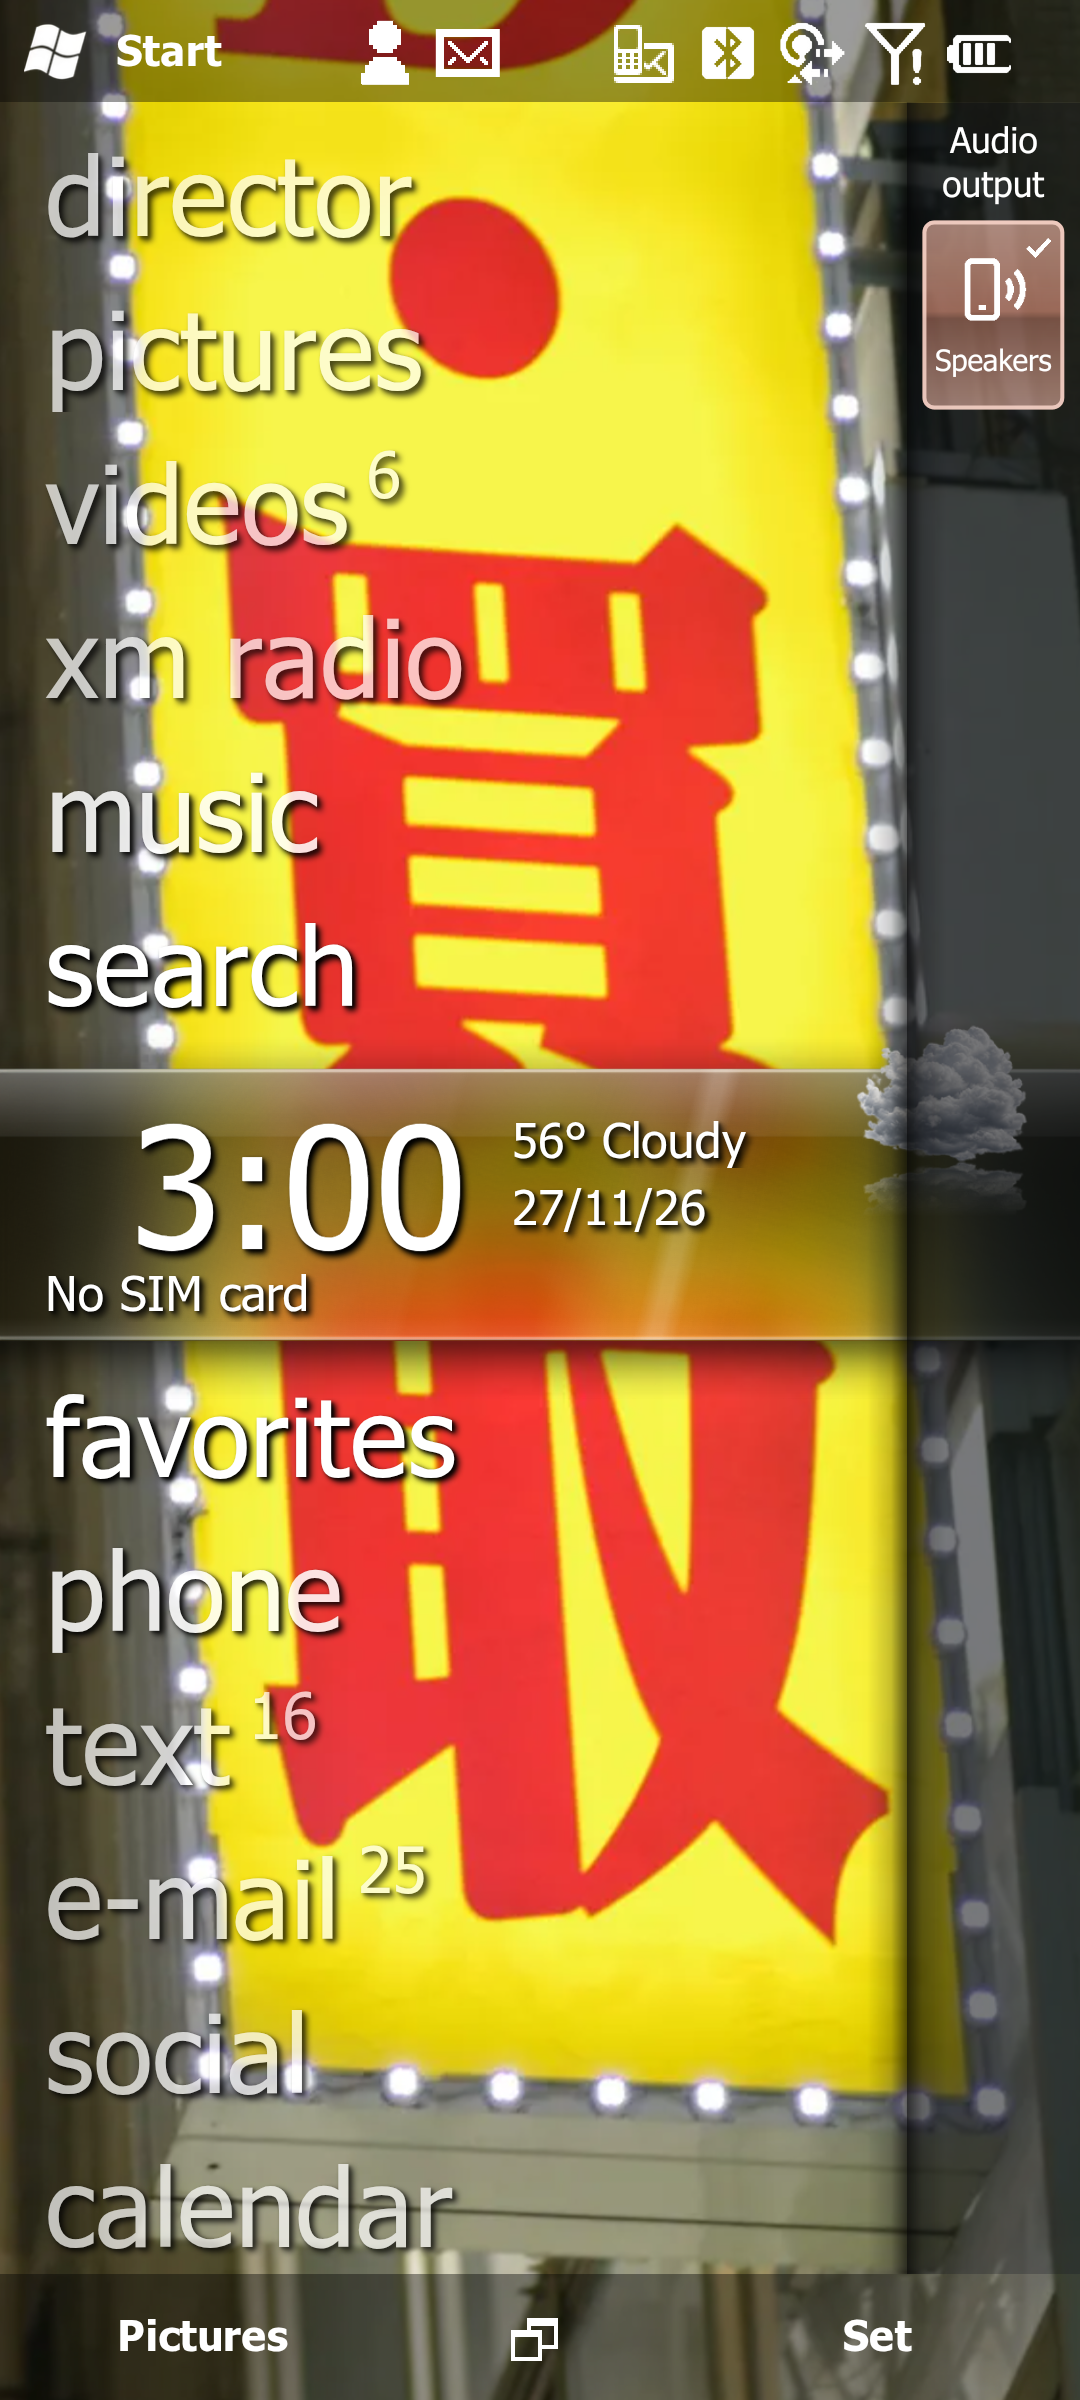 Start
Audio
output
Speakers
director
pictures
videos 6
xm radio
music
search
3:00
56° Cloudy
27/11/26
No SIM card
favorites
phone
text 16
e-mail 25
social
calendar
Pictures
Set
買
取